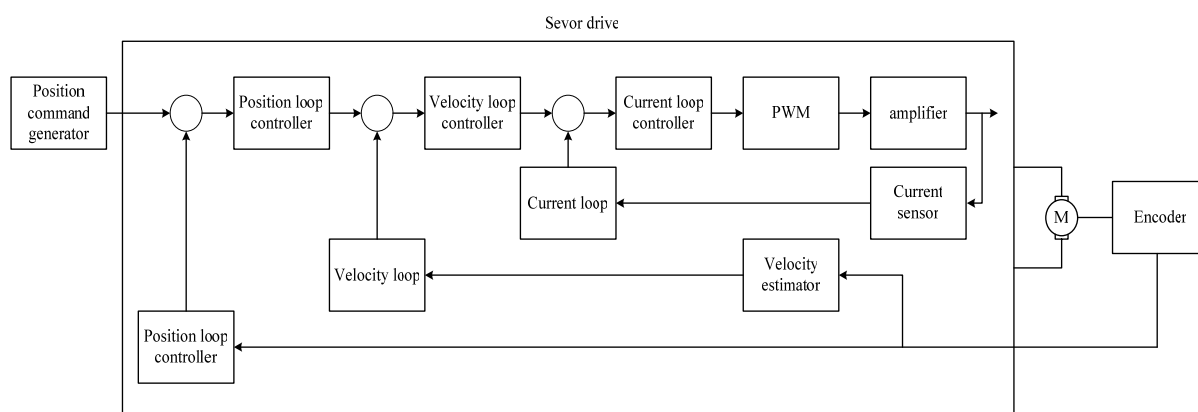 Sevor drive
Position
command
generator
Position loop
controller
Velocity loop
controller
Current loop
controller
PWM
amplifier
Current loop
Current
sensor
M
Encoder
Velocity loop
Velocity
estimator
Position loop
controller